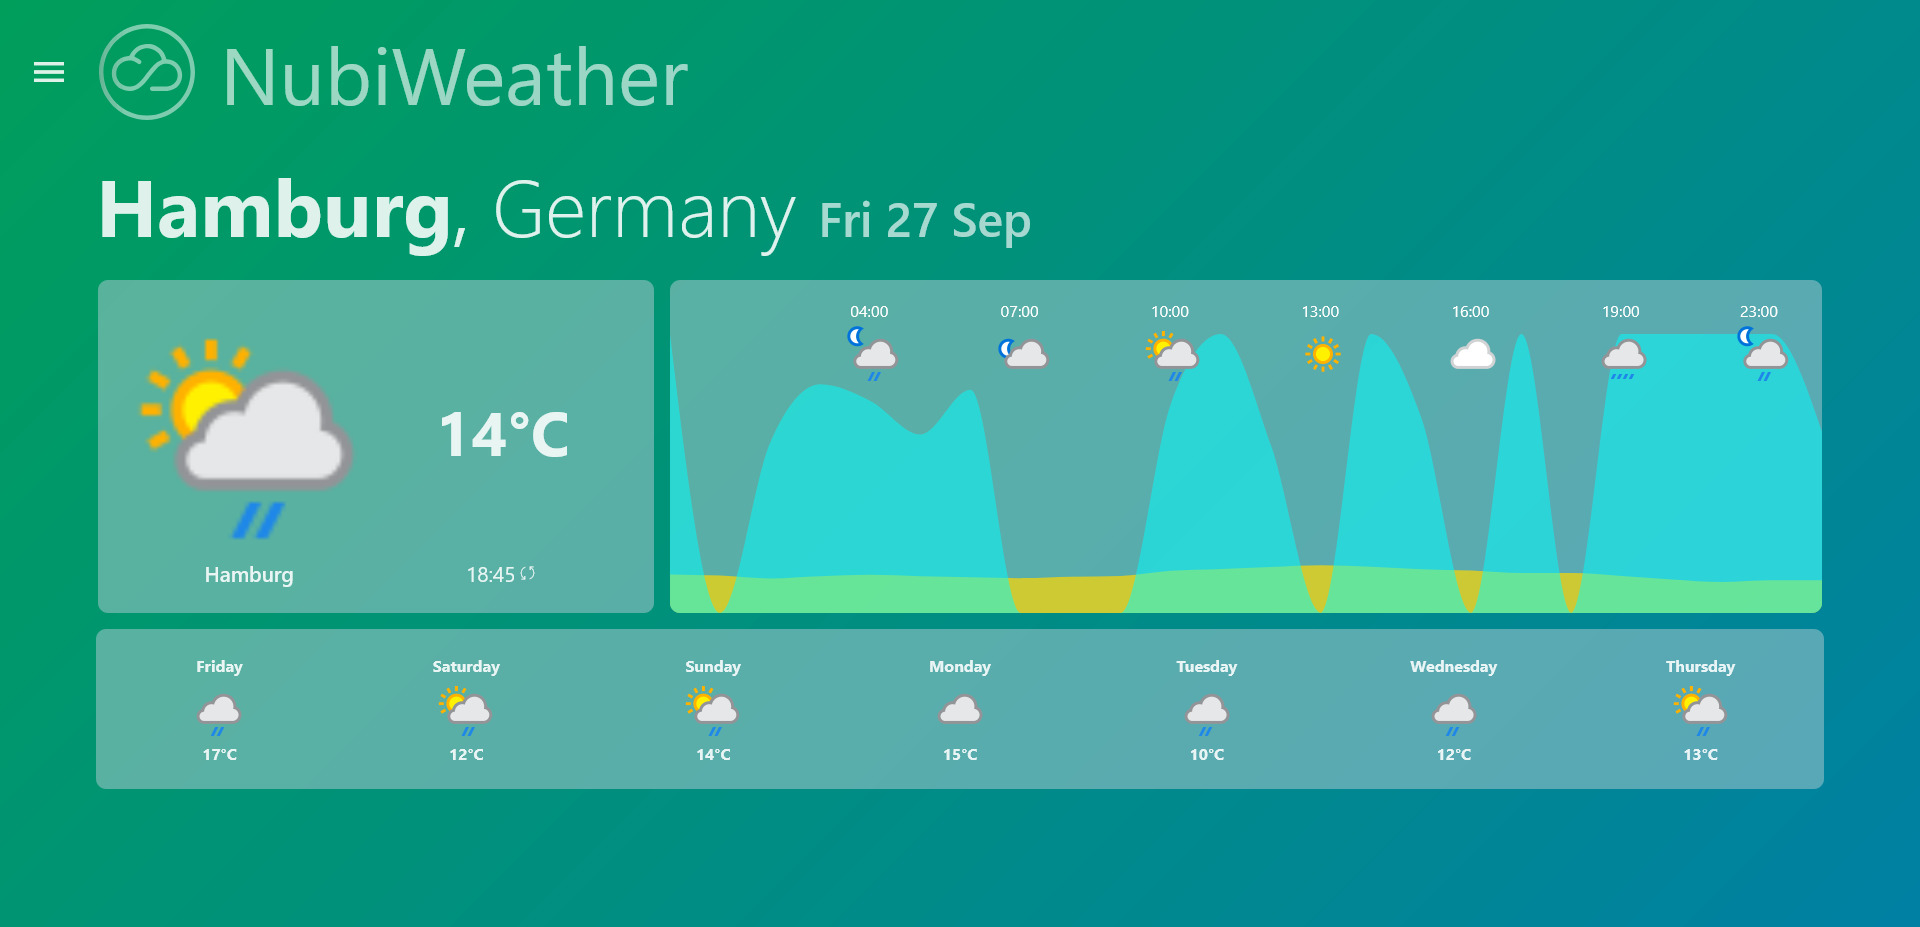 NubiWeather
Hamburg, Germany Fri 27 Sep
14°C
Hamburg 18:45
04:00 07:00 10:00 13:00 16:00 19:00 23:00
Friday Saturday Sunday Monday Tuesday Wednesday Thursday
17°C 12°C 14°C 15°C 10°C 12°C 13°C